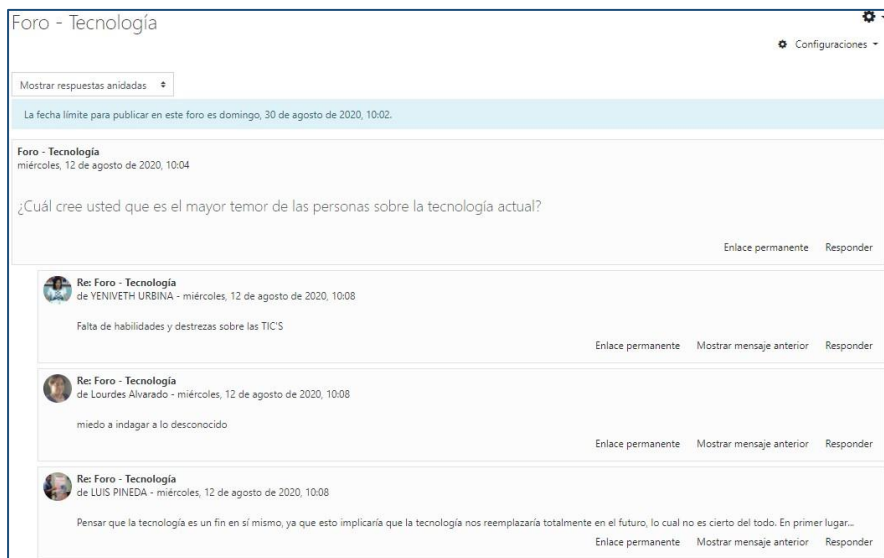 Foro - Tecnología
Configuraciones
Mostrar respuestas anidadas
La fecha límite para publicar en este foro es domingo, 30 de agosto de 2020, 10:02.
Foro - Tecnología
miércoles, 12 de agosto de 2020, 10:04
¿Cuál cree usted que es el mayor temor de las personas sobre la tecnología actual?
Enlace permanente Responder
Re: Foro - Tecnología
de YENIVETH URBINA - miércoles, 12 de agosto de 2020, 10:08
Falta de habilidades y destrezas sobre las TIC'S
Enlace permanente Mostrar mensaje anterior Responder
Re: Foro - Tecnología
de Lourdes Alvarado - miércoles, 12 de agosto de 2020, 10:08
miedo a indagar a lo desconocido
Enlace permanente Mostrar mensaje anterior Responder
Re: Foro - Tecnología
de LUIS PINEDA - miércoles, 12 de agosto de 2020, 10:08
Pensar que la tecnología es un fin en sí mismo, ya que esto implicaría que la tecnología nos reemplazaría totalmente en el futuro, lo cual no es cierto del todo. En primer lugar...
Enlace permanente Mostrar mensaje anterior Responder